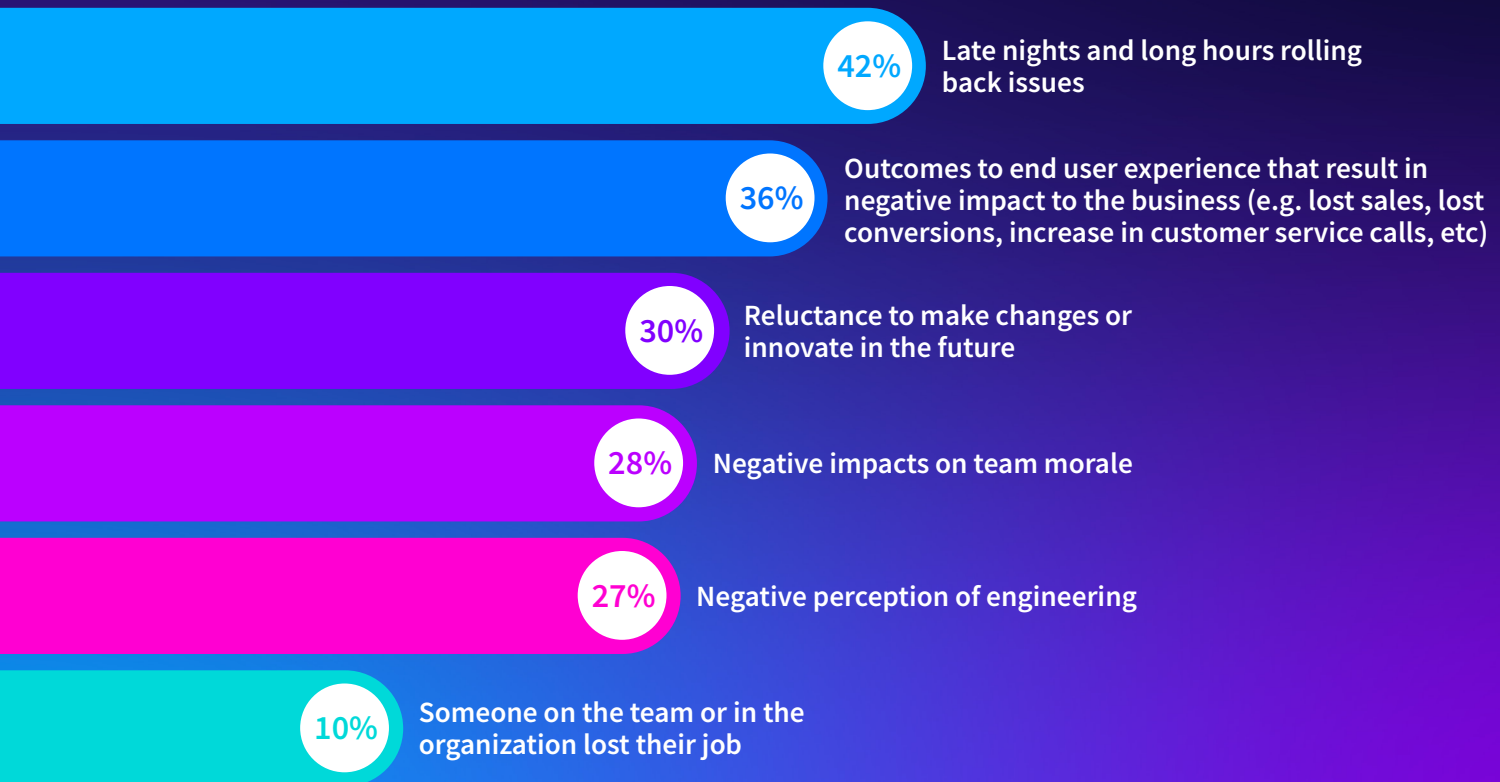 42%
Late nights and long hours rolling
back issues
36%
Outcomes to end user experience that result in
negative impact to the business (e.g. lost sales, lost
conversions, increase in customer service calls, etc)
30%
Reluctance to make changes or
innovate in the future
28%
Negative impacts on team morale
27%
Negative perception of engineering
10%
Someone on the team or in the
organization lost their job